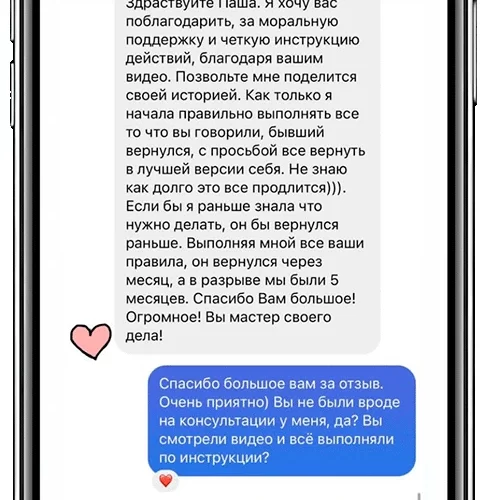 Здравствуйте Паша. Я хочу вас
поблагодарить, за моральную
поддержку и четкую инструкцию
действий, благодаря вашим
видео. Позвольте мне поделится
своей историей. Как только я
начала правильно выполнять все
то что вы говорили, бывший
вернулся, с просьбой все вернуть
в лучшей версии себя. Не знаю
как долго это все продлится))).
Если бы я раньше знала что
нужно делать, он бы вернулся
раньше. Выполняя мной все ваши
правила, он вернулся через
месяц, а в разрыве мы были 5
месяцев. Спасибо Вам большое!
Огромное! Вы мастер своего
дела!
Спасибо большое вам за отзыв.
Очень приятно) Вы не были вроде
на консультации у меня, да? Вы
смотрели видео и всё выполняли
по инструкции?